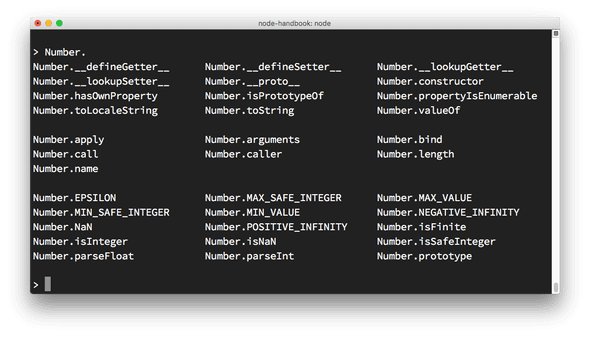 node-handbook: node
> Number.
Number.__defineGetter__ Number.__defineSetter__ Number.__lookupGetter__
Number.__lookupSetter__ Number.__proto__ Number.constructor
Number.hasOwnProperty Number.isPrototypeOf Number.propertyIsEnumerable
Number.toLocaleString Number.toString Number.valueOf
Number.apply Number.arguments Number.bind
Number.call Number.caller Number.length
Number.name
Number.EPSILON Number.MAX_SAFE_INTEGER Number.MAX_VALUE
Number.MIN_SAFE_INTEGER Number.MIN_VALUE Number.NEGATIVE_INFINITY
Number.NaN Number.POSITIVE_INFINITY Number.isFinite
Number.isInteger Number.isNaN Number.isSafeInteger
Number.parseFloat Number.parseInt Number.prototype
>